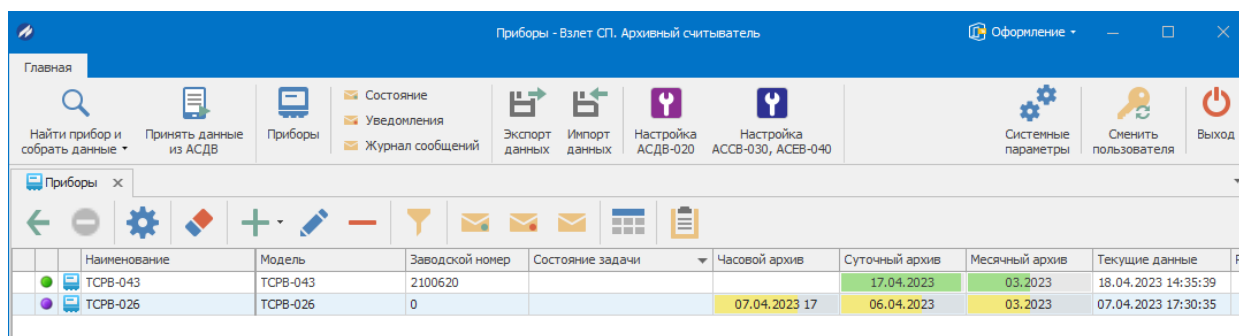 Приборы - Взлет СП. Архивный считыватель
Оформление
Главная
Найти прибор и собрать данные
Принять данные из АСДВ
Приборы
Состояние
Уведомления
Журнал сообщений
Экспорт данных
Импорт данных
Настройка АСДВ-020
Настройка АССВ-030, АСЕВ-040
Системные параметры
Сменить пользователя
Выход
Приборы
Наименование Модель Заводской номер Состояние задачи Часовой архив Суточный архив Месячный архив Текущие данные
ТСРВ-043 ТСРВ-043 2100620 17.04.2023 03.2023 18.04.2023 14:35:39
ТСРВ-026 ТСРВ-026 0 07.04.2023 17 06.04.2023 03.2023 07.04.2023 17:30:35